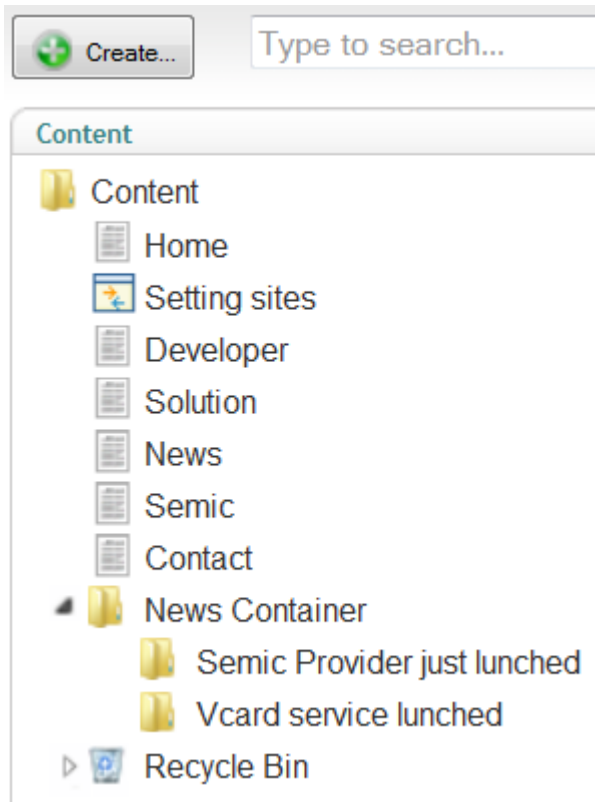 Create...
Type to search...
Content
Content
Home
Setting sites
Developer
Solution
News
Semic
Contact
News Container
Semic Provider just lunched
Vcard service lunched
Recycle Bin